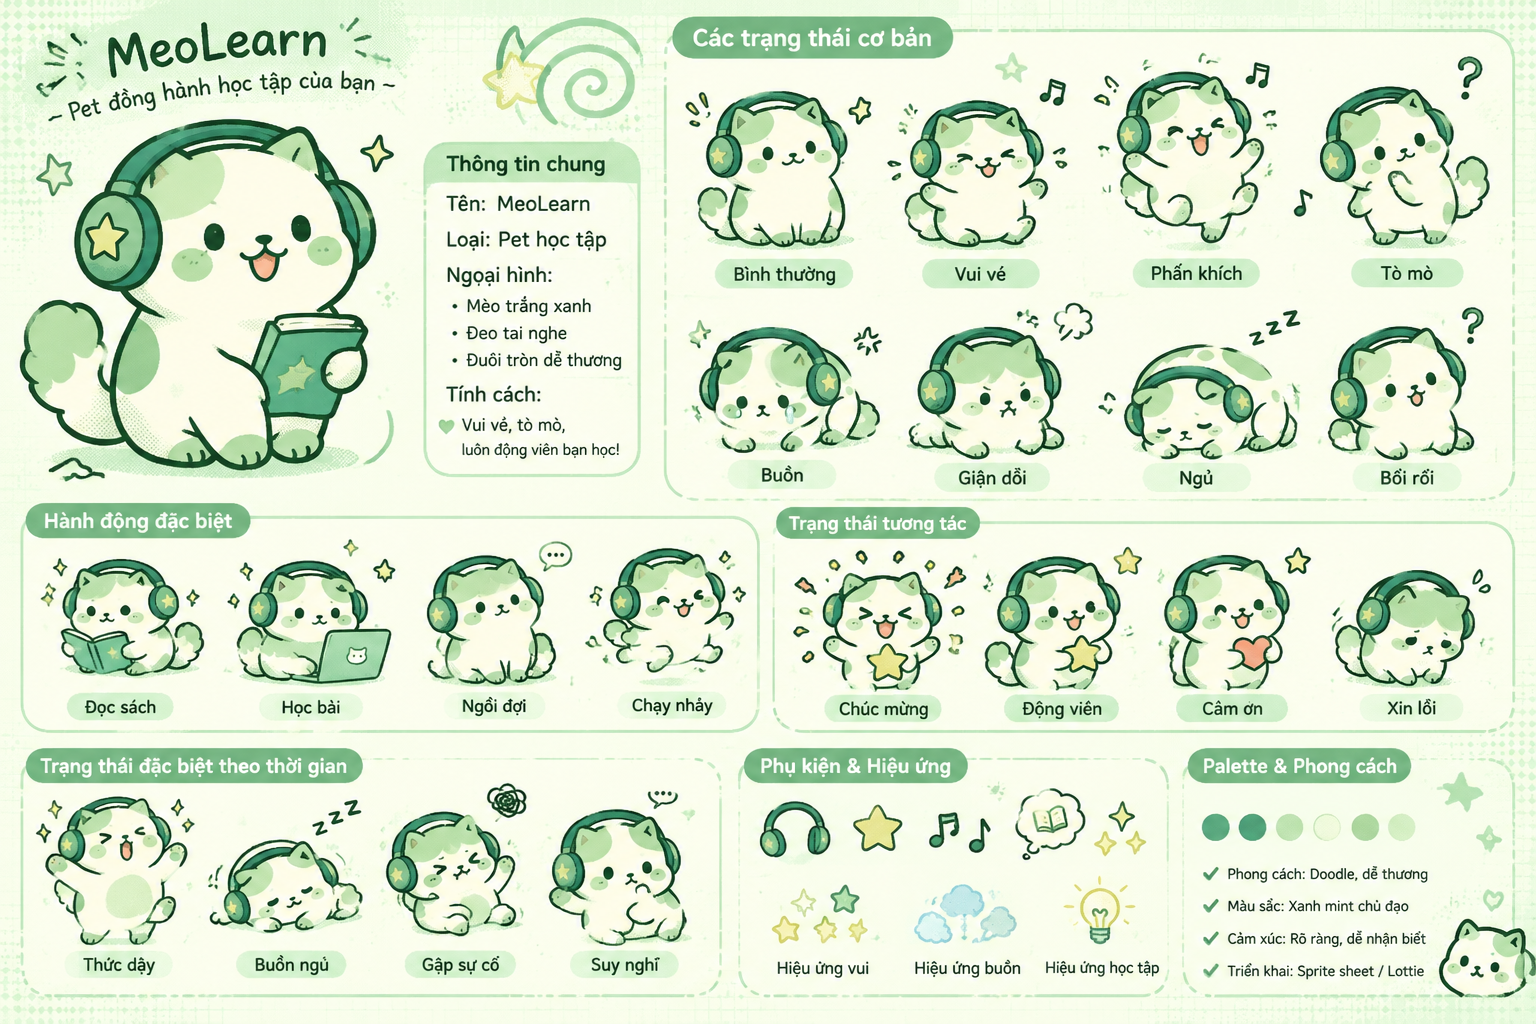 MeoLearn
~ Pet đồng hành học tập của bạn ~
Thông tin chung
Tên: MeoLearn
Loại: Pet học tập
Ngoại hình:
• Mèo trắng xanh
• Đeo tai nghe
• Đuôi tròn dễ thương
Tính cách:
Vui vẻ, tò mò,
luôn động viên bạn học!
Các trạng thái cơ bản
?
Bình thường
Vui vẻ
Phấn khích
Tò mò
zzz
?
Buồn
Giận dỗi
Ngủ
Bối rối
Hành động đặc biệt
...
Đọc sách
Học bài
Ngồi đợi
Chạy nhảy
Trạng thái tương tác
Chúc mừng
Động viên
Cảm ơn
Xin lỗi
Trạng thái đặc biệt theo thời gian
zzz
...
Thức dậy
Buồn ngủ
Gặp sự cố
Suy nghĩ
Phụ kiện & Hiệu ứng
Hiệu ứng vui
Hiệu ứng buồn
Hiệu ứng học tập
Palette & Phong cách
Phong cách: Doodle, dễ thương
Màu sắc: Xanh mint chủ đạo
Cảm xúc: Rõ ràng, dễ nhận biết
Triển khai: Sprite sheet / Lottie